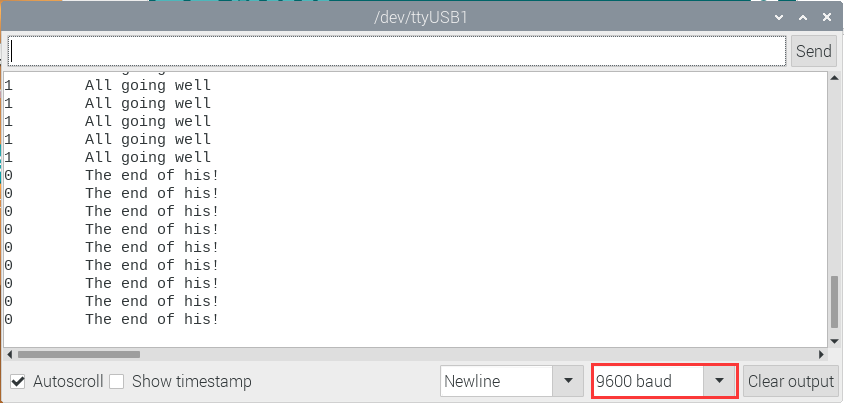 /dev/ttyUSB1
Send
1 All going well
1 All going well
1 All going well
1 All going well
1 All going well
0 The end of his!
0 The end of his!
0 The end of his!
0 The end of his!
0 The end of his!
0 The end of his!
0 The end of his!
0 The end of his!
0 The end of his!
Autoscroll Show timestamp Newline 9600 baud Clear output